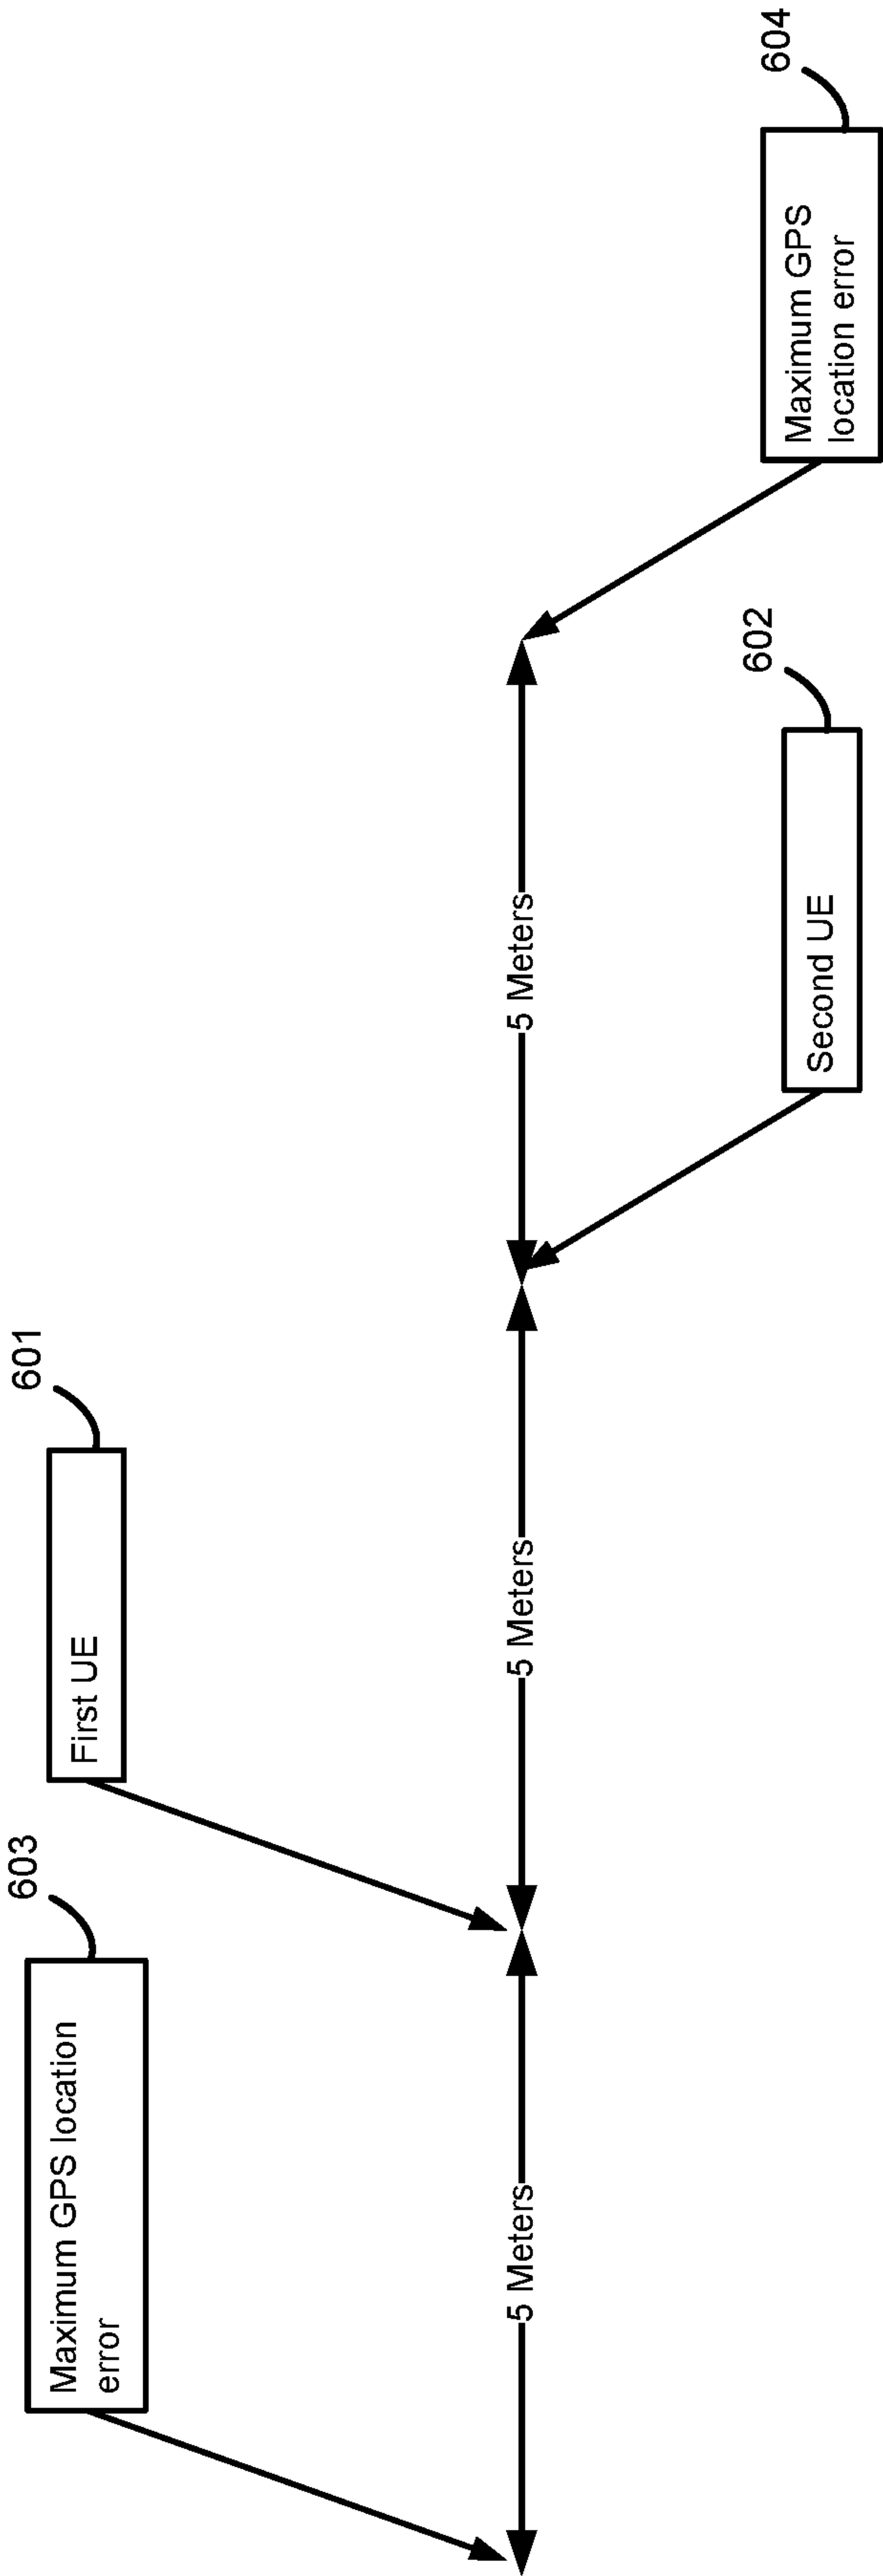 603
Maximum GPS location
error
601
First UE
5 Meters
5 Meters
5 Meters
602
Second UE
604
Maximum GPS
location error